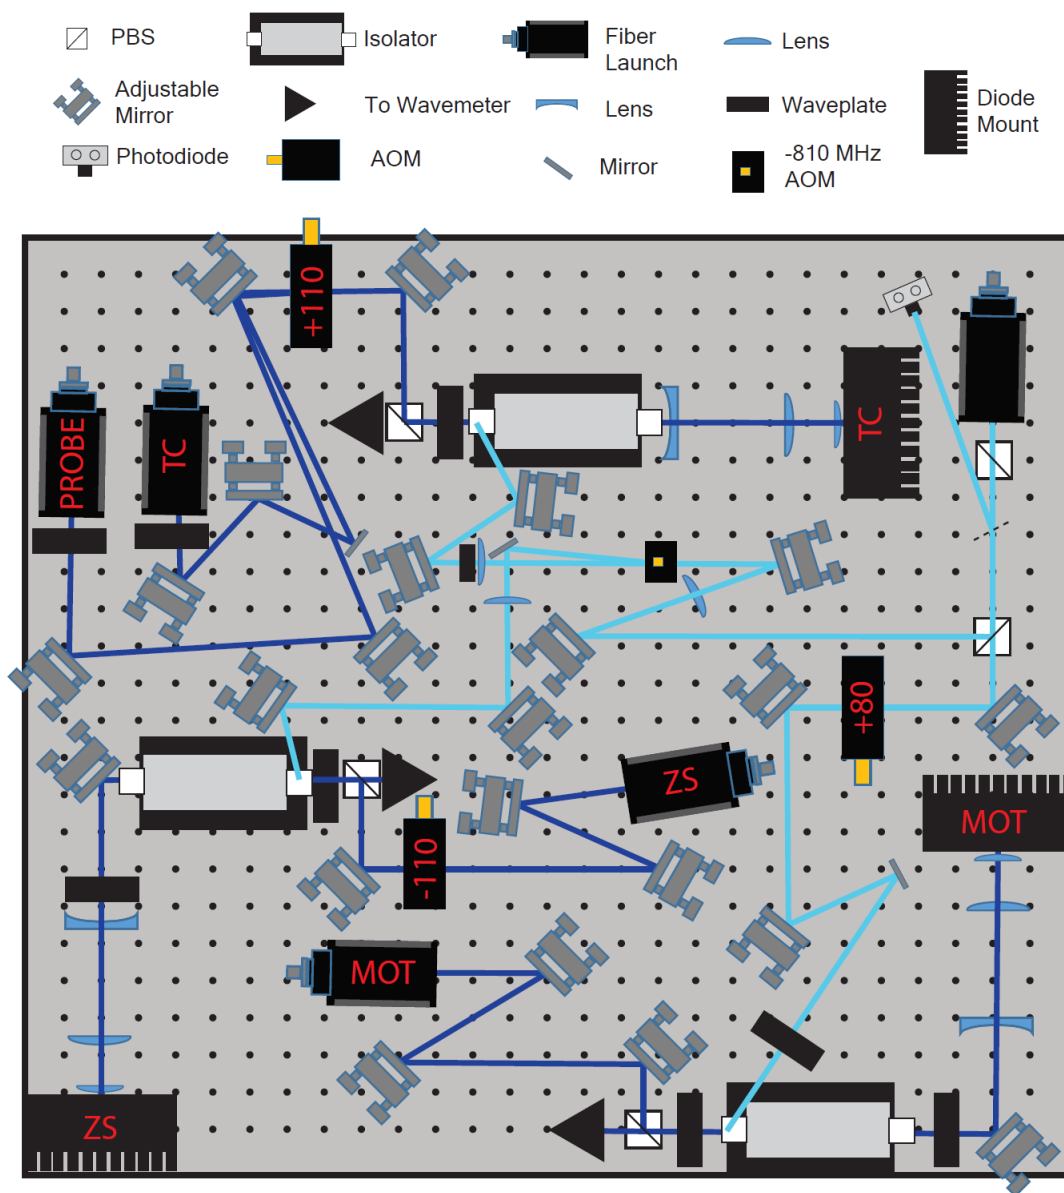 PBS
Isolator
Fiber
Launch
Lens
Adjustable
Mirror
To Wavemeter
Lens
Waveplate
Diode
Mount
Photodiode
AOM
Mirror
-810 MHz
AOM
+110
PROBE
TC
TC
+80
ZS
MOT
-110
MOT
ZS